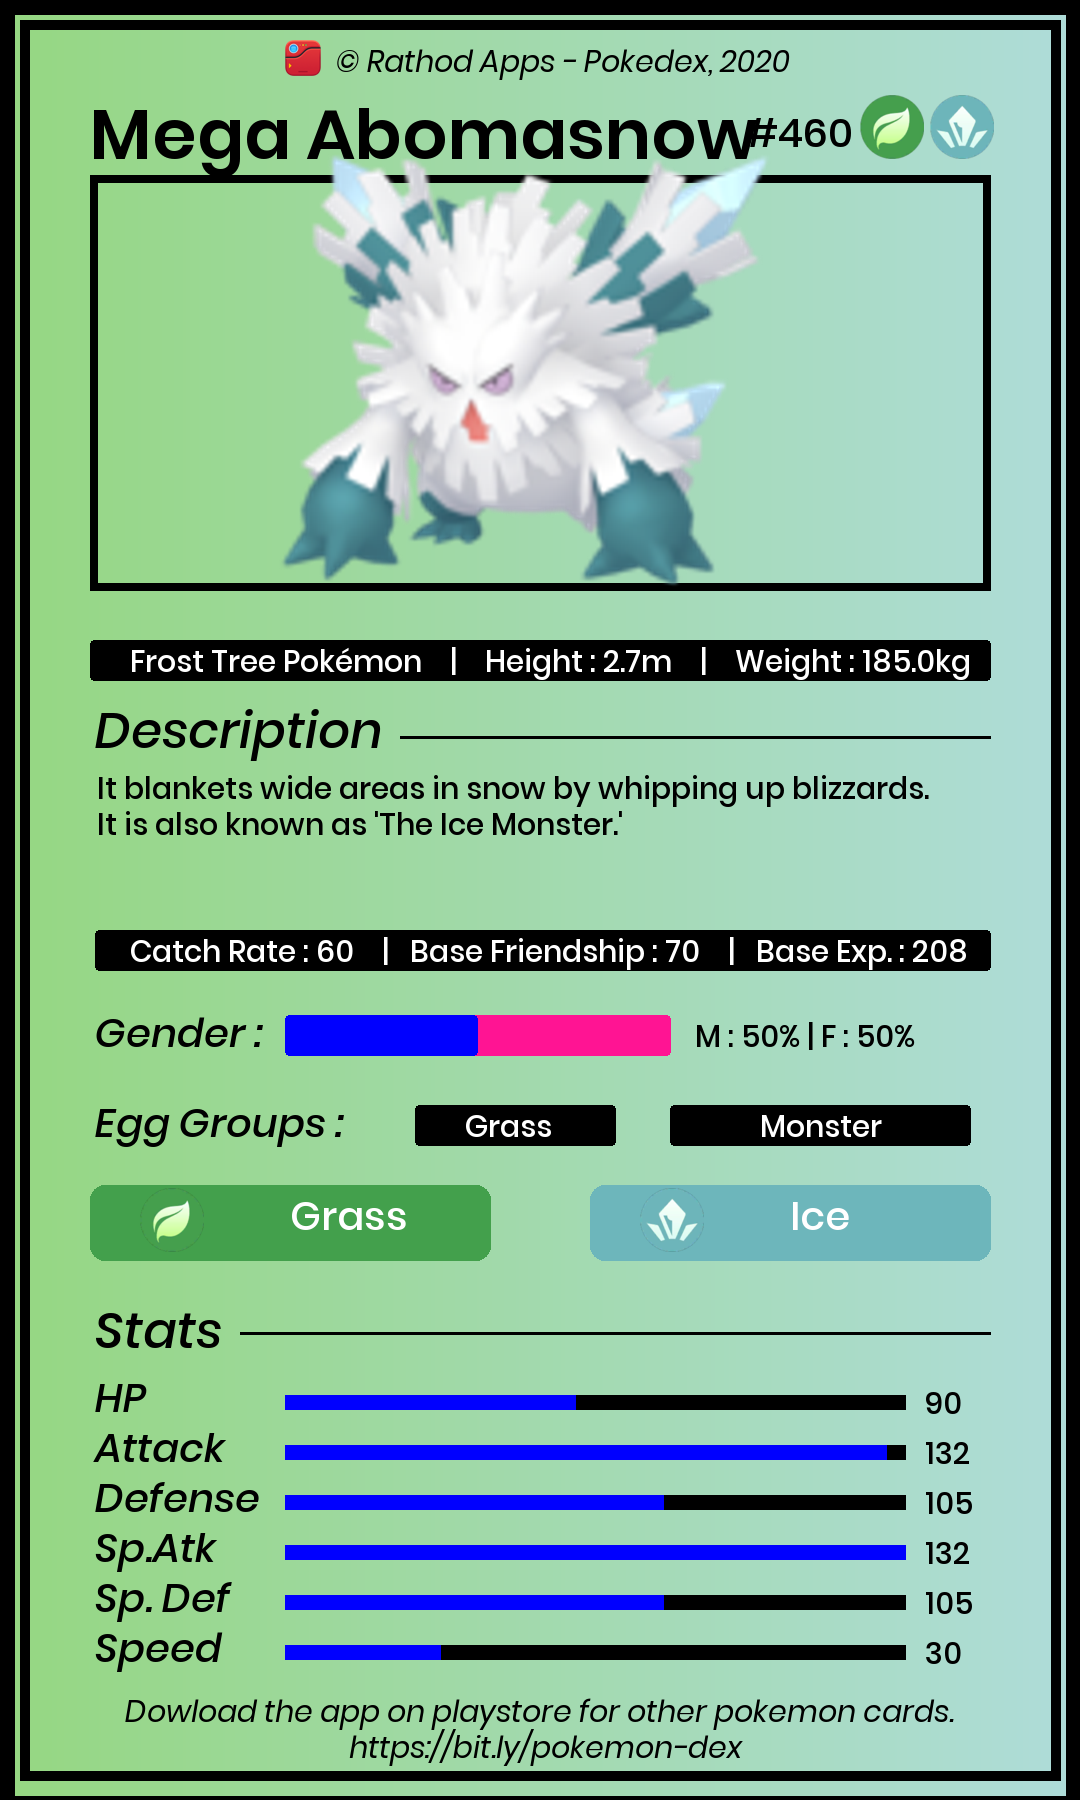 © Rathod Apps - Pokedex, 2020
Mega Abomasnow #460
Frost Tree Pokémon | Height : 2.7m | Weight : 185.0kg
Description
It blankets wide areas in snow by whipping up blizzards.
It is also known as 'The Ice Monster.'
Catch Rate : 60 | Base Friendship : 70 | Base Exp. : 208
Gender : M : 50% | F : 50%
Egg Groups : Grass Monster
Grass Ice
Stats
HP 90
Attack 132
Defense 105
Sp.Atk 132
Sp. Def 105
Speed 30
Dowload the app on playstore for other pokemon cards.
https://bit.ly/pokemon-dex